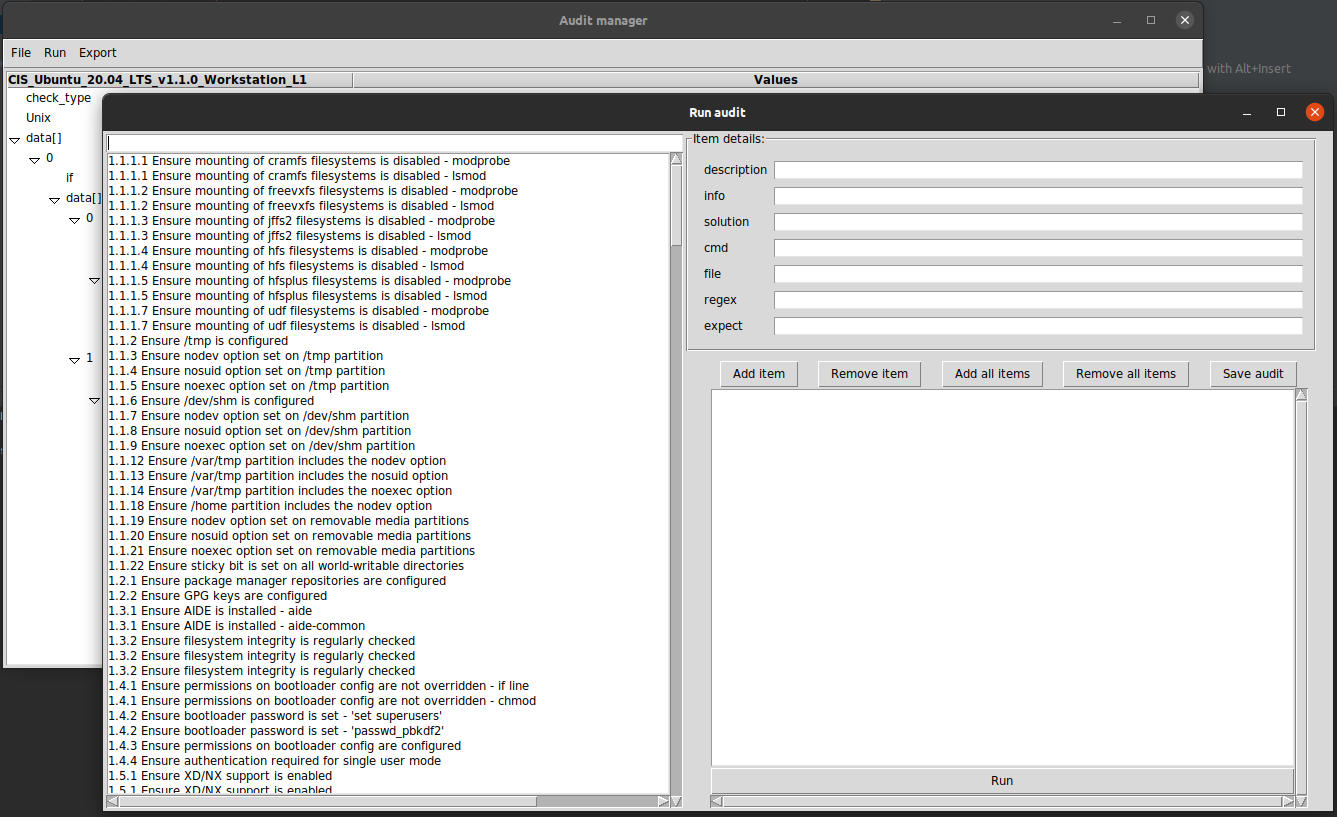 Audit manager
File Run Export
with Alt+Insert
CIS_Ubuntu_20.04_LTS_v1.1.0_Workstation_L1 Values
check_type
Unix
data[]
0
if
data[]
0
1
Run audit
1.1.1.1 Ensure mounting of cramfs filesystems is disabled - modprobe
1.1.1.1 Ensure mounting of cramfs filesystems is disabled - lsmod
1.1.1.2 Ensure mounting of freevxfs filesystems is disabled - modprobe
1.1.1.2 Ensure mounting of freevxfs filesystems is disabled - lsmod
1.1.1.3 Ensure mounting of jffs2 filesystems is disabled - modprobe
1.1.1.3 Ensure mounting of jffs2 filesystems is disabled - lsmod
1.1.1.4 Ensure mounting of hfs filesystems is disabled - modprobe
1.1.1.4 Ensure mounting of hfs filesystems is disabled - lsmod
1.1.1.5 Ensure mounting of hfsplus filesystems is disabled - modprobe
1.1.1.5 Ensure mounting of hfsplus filesystems is disabled - lsmod
1.1.1.7 Ensure mounting of udf filesystems is disabled - modprobe
1.1.1.7 Ensure mounting of udf filesystems is disabled - lsmod
1.1.2 Ensure /tmp is configured
1.1.3 Ensure nodev option set on /tmp partition
1.1.4 Ensure nosuid option set on /tmp partition
1.1.5 Ensure noexec option set on /tmp partition
1.1.6 Ensure /dev/shm is configured
1.1.7 Ensure nodev option set on /dev/shm partition
1.1.8 Ensure nosuid option set on /dev/shm partition
1.1.9 Ensure noexec option set on /dev/shm partition
1.1.12 Ensure /var/tmp partition includes the nodev option
1.1.13 Ensure /var/tmp partition includes the nosuid option
1.1.14 Ensure /var/tmp partition includes the noexec option
1.1.18 Ensure /home partition includes the nodev option
1.1.19 Ensure nodev option set on removable media partitions
1.1.20 Ensure nosuid option set on removable media partitions
1.1.21 Ensure noexec option set on removable media partitions
1.1.22 Ensure sticky bit is set on all world-writable directories
1.2.1 Ensure package manager repositories are configured
1.2.2 Ensure GPG keys are configured
1.3.1 Ensure AIDE is installed - aide
1.3.1 Ensure AIDE is installed - aide-common
1.3.2 Ensure filesystem integrity is regularly checked
1.3.2 Ensure filesystem integrity is regularly checked
1.3.2 Ensure filesystem integrity is regularly checked
1.4.1 Ensure permissions on bootloader config are not overridden - if line
1.4.1 Ensure permissions on bootloader config are not overridden - chmod
1.4.2 Ensure bootloader password is set - 'set superusers'
1.4.2 Ensure bootloader password is set - 'passwd_pbkdf2'
1.4.3 Ensure permissions on bootloader config are configured
1.4.4 Ensure authentication required for single user mode
1.5.1 Ensure XD/NX support is enabled
1.5.1 Ensure XD/NX support is enabled
Item details:
description
info
solution
cmd
file
regex
expect
Add item Remove item Add all items Remove all items Save audit
Run